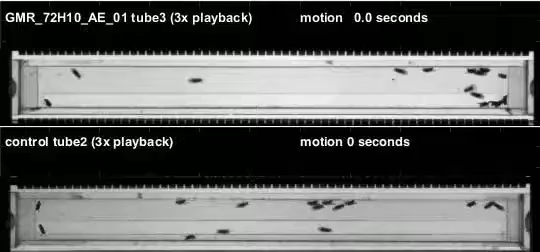 GMR_72H10_AE_01 tube3 (3x playback) motion 0.0 seconds
control tube2 (3x playback) motion 0 seconds